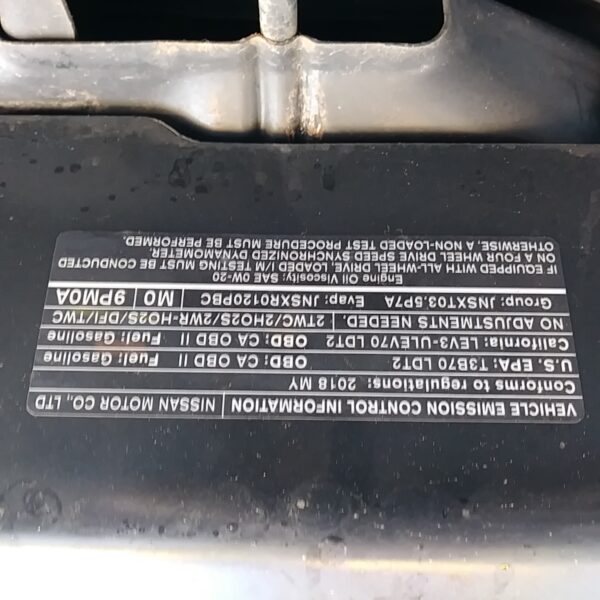 VEHICLE EMISSION CONTROL INFORMATION NISSAN MOTOR CO., LTD
Conforms to regulations: 2018 MY
U.S. EPA: T3B70 LDT2 OBD: CA OBD II Fuel: Gasoline
California: LEV3-ULEV70 LDT2 OBD: CA OBD II Fuel: Gasoline
NO ADJUSTMENTS NEEDED. 2TWC/2HO2S/2WR-HO2S/DFI/TWC
Group: JNSXT03.5P7A Evap: JNSXR0120PBC M0 9PM0A
Engine Oil Viscosity: SAE 0W-20
IF EQUIPPED WITH ALL-WHEEL DRIVE, LOADED I/M TESTING MUST BE CONDUCTED
ON A FOUR WHEEL DRIVE SPEED SYNCHRONIZED DYNAMOMETER.
OTHERWISE, A NON-LOADED TEST PROCEDURE MUST BE PERFORMED.